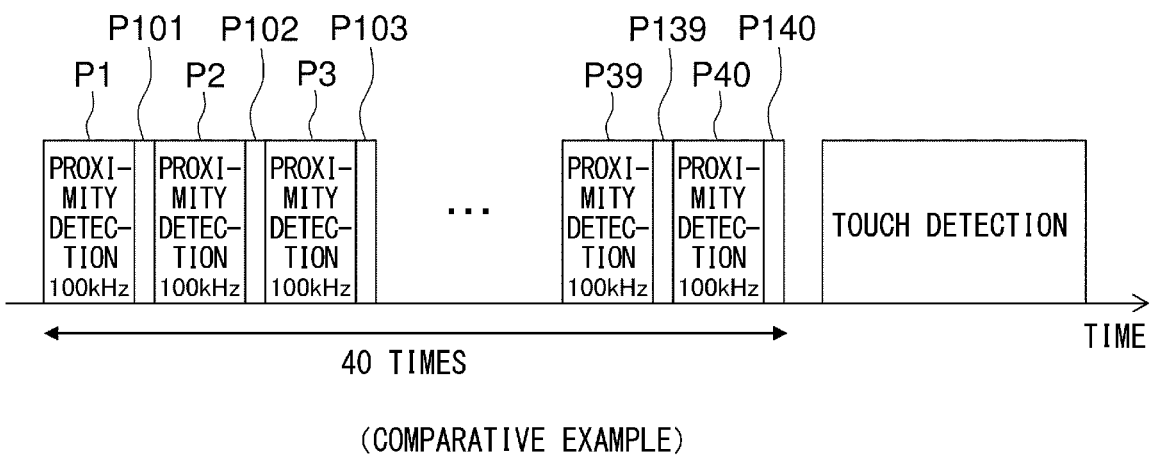 P101 P102 P103 P139 P140
P1 P2 P3 P39 P40
PROXI- PROXI- PROXI- PROXI- PROXI-
MITY MITY MITY MITY MITY
DETEC- DETEC- DETEC- ... DETEC- DETEC- TOUCH DETECTION
TION TION TION TION TION
100kHz 100kHz 100kHz 100kHz 100kHz
TIME
40 TIMES
(COMPARATIVE EXAMPLE)